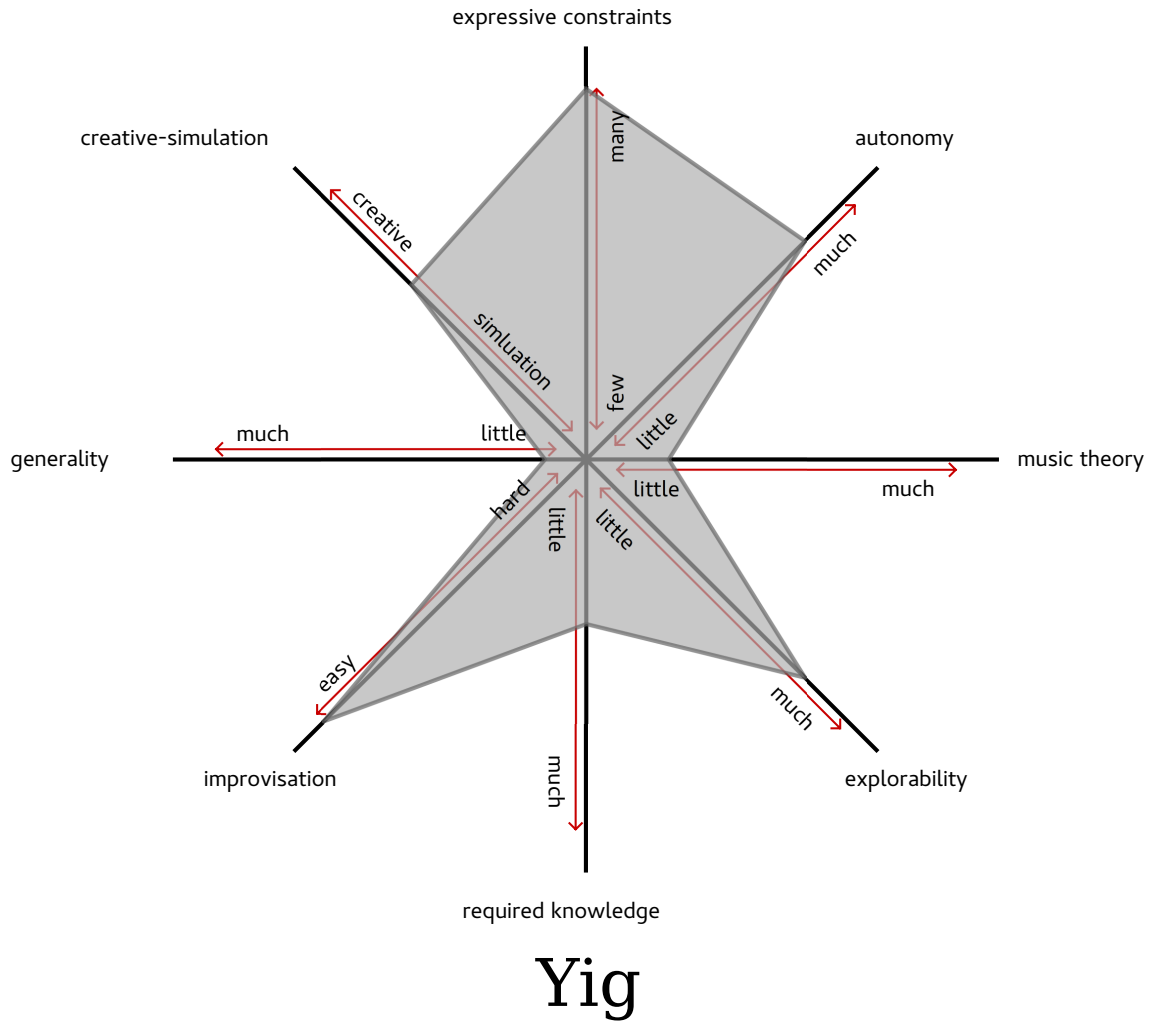 expressive constraints
many
creative-simulation
autonomy
creative
much
simluation
few
little
much
little
generality
music theory
little
much
hard
little
little
easy
much
much
improvisation
explorability
required knowledge
Yig